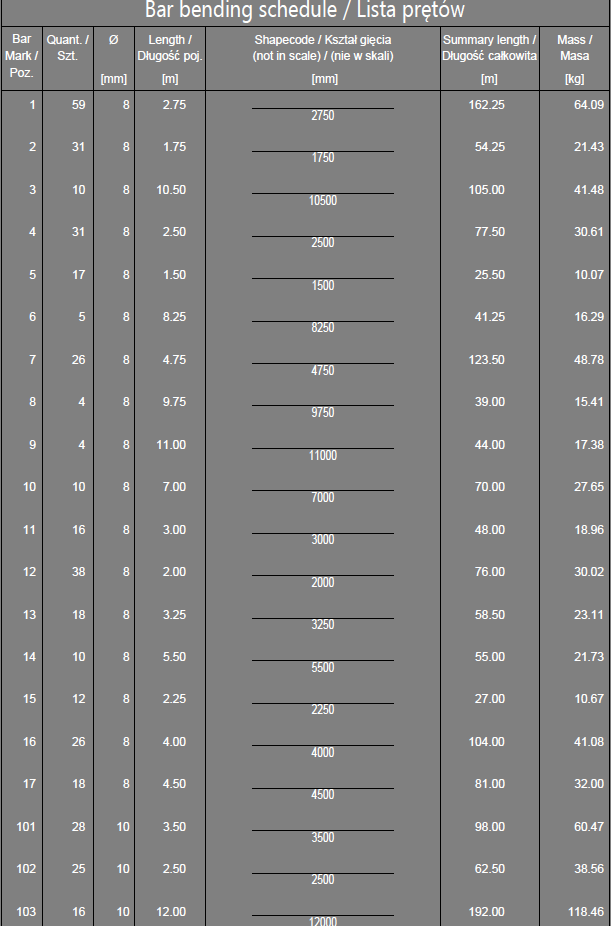 Bar bending schedule / Lista prętów
Bar Mark / Poz. Quant. / Szt. Ø [mm] Length / Długość poj. [m] Shapecode / Kształ gięcia (not in scale) / (nie w skali) [mm] Summary length / Długość całkowita [m] Mass / Masa [kg]
1 59 8 2.75 2750 162.25 64.09
2 31 8 1.75 1750 54.25 21.43
3 10 8 10.50 10500 105.00 41.48
4 31 8 2.50 2500 77.50 30.61
5 17 8 1.50 1500 25.50 10.07
6 5 8 8.25 8250 41.25 16.29
7 26 8 4.75 4750 123.50 48.78
8 4 8 9.75 9750 39.00 15.41
9 4 8 11.00 11000 44.00 17.38
10 10 8 7.00 7000 70.00 27.65
11 16 8 3.00 3000 48.00 18.96
12 38 8 2.00 2000 76.00 30.02
13 18 8 3.25 3250 58.50 23.11
14 10 8 5.50 5500 55.00 21.73
15 12 8 2.25 2250 27.00 10.67
16 26 8 4.00 4000 104.00 41.08
17 18 8 4.50 4500 81.00 32.00
101 28 10 3.50 3500 98.00 60.47
102 25 10 2.50 2500 62.50 38.56
103 16 10 12.00 12000 192.00 118.46